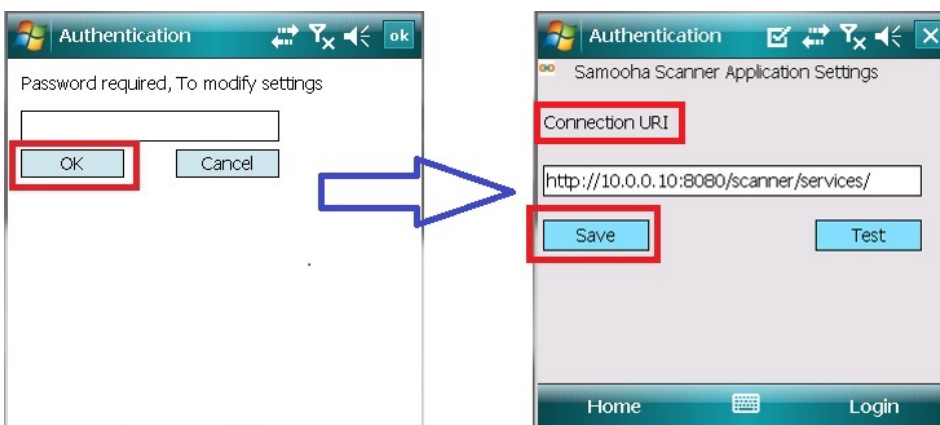 Authentication
ok
Password required, To modify settings
OK
Cancel
Authentication
Samooha Scanner Application Settings
Connection URI
http://10.0.0.10:8080/scanner/services/
Save
Test
Home
Login